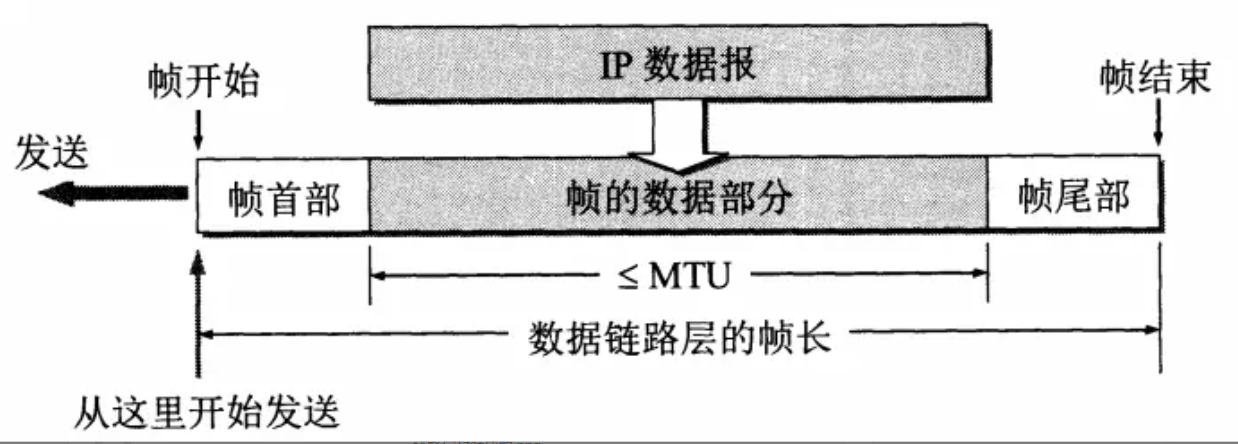 IP 数据报
帧开始
帧结束
发送
帧首部
帧的数据部分
帧尾部
≤ MTU
数据链路层的帧长
从这里开始发送